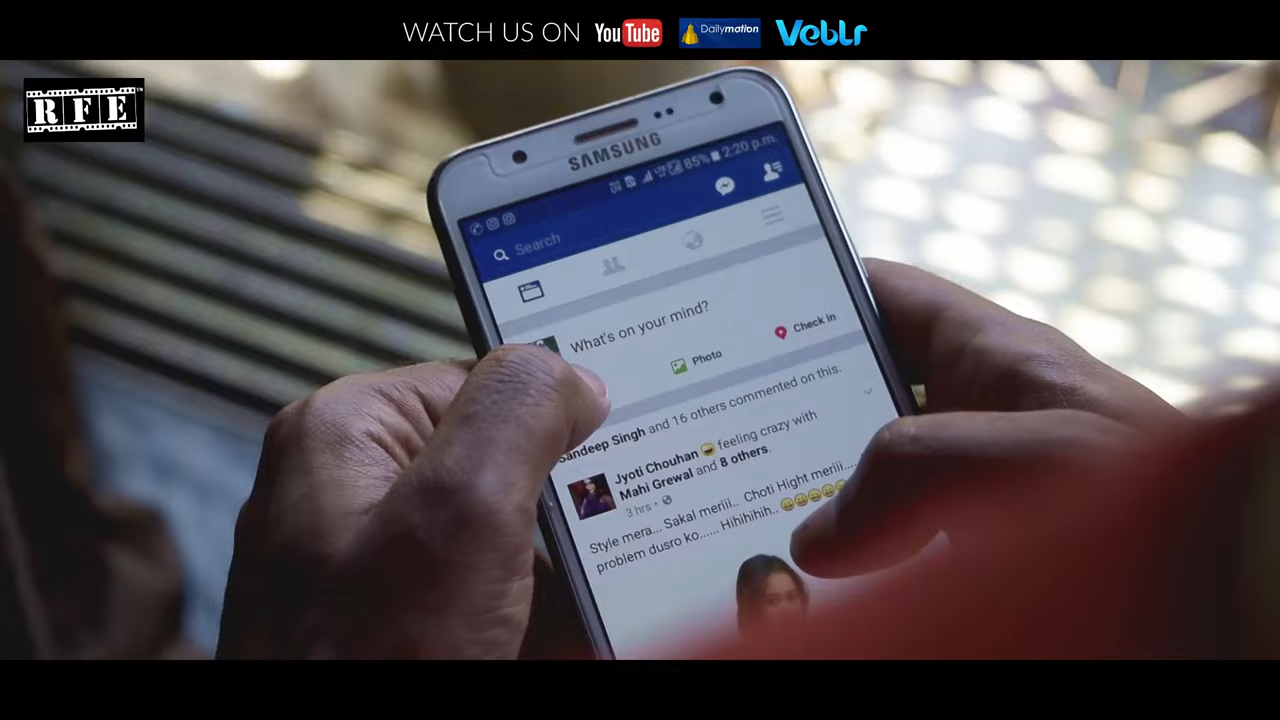 WATCH US ON YouTube Dailymotion Veblr
RFE™
SAMSUNG
85% 2:20 p.m.
Search
What's on your mind?
Photo
Check in
Sandeep Singh and 16 others commented on this.
Jyoti Chouhan feeling crazy with
Mahi Grewal and 8 others.
3 hrs
Style mera... Sakal meriii.. Choti Hight meriii....
problem dusro ko...... Hihihihih..